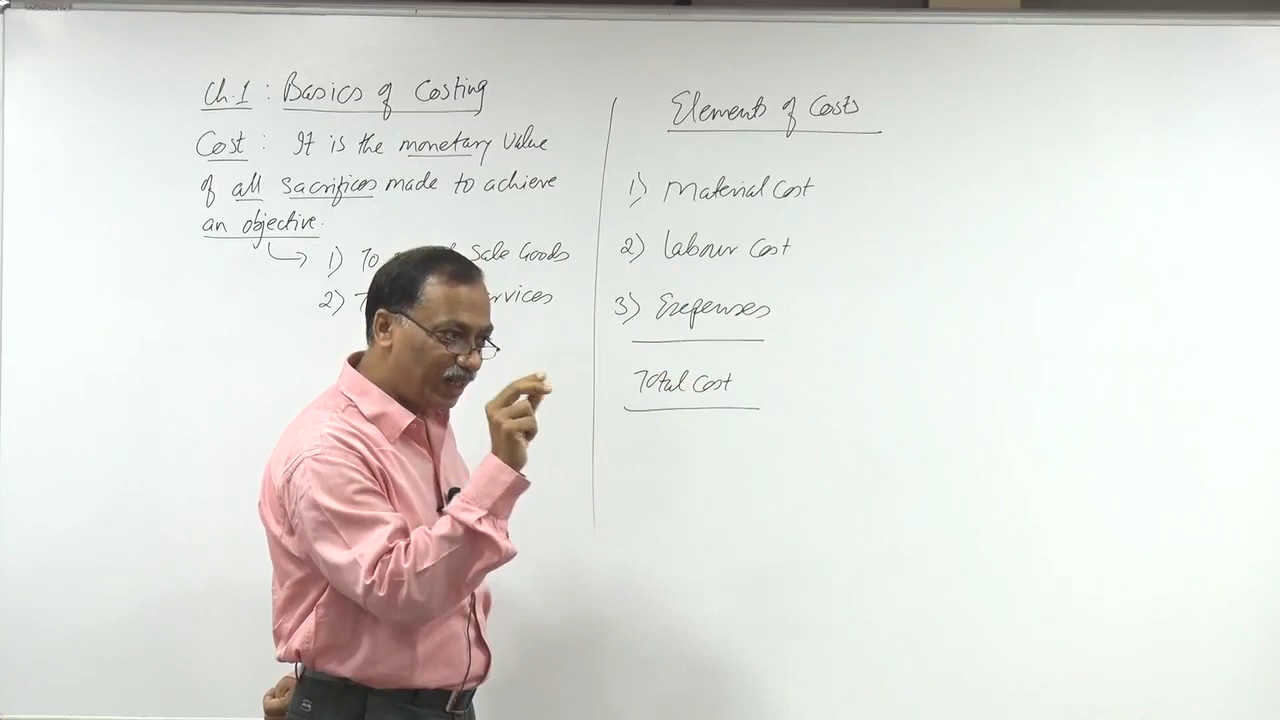 Ch.1 : Basics of Costing
Cost : It is the monetary value
of all sacrifices made to achieve
an objective.
1) To Sale Goods
2)
Elements of Costs
1) Material Cost
2) Labour Cost
3) Expenses
Total Cost